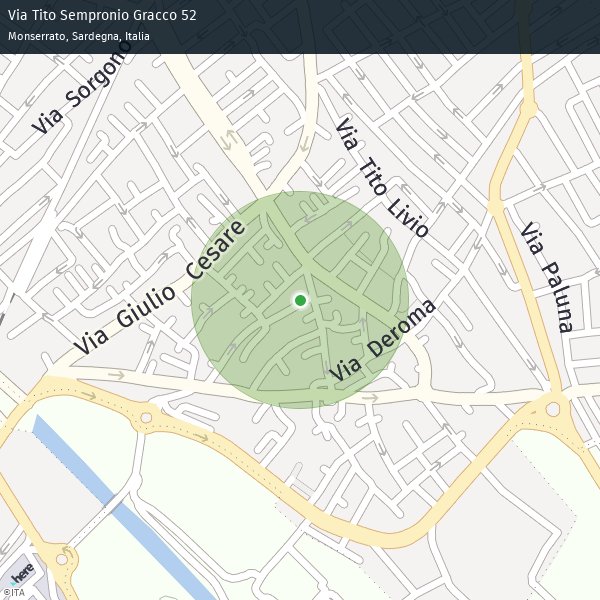 Via Tito Sempronio Gracco 52
Monserrato, Sardegna, Italia
Via Sorgono
Via Tito Livio
Via Giulio Cesare
Via Paluna
Via Deroma
here
©ITA